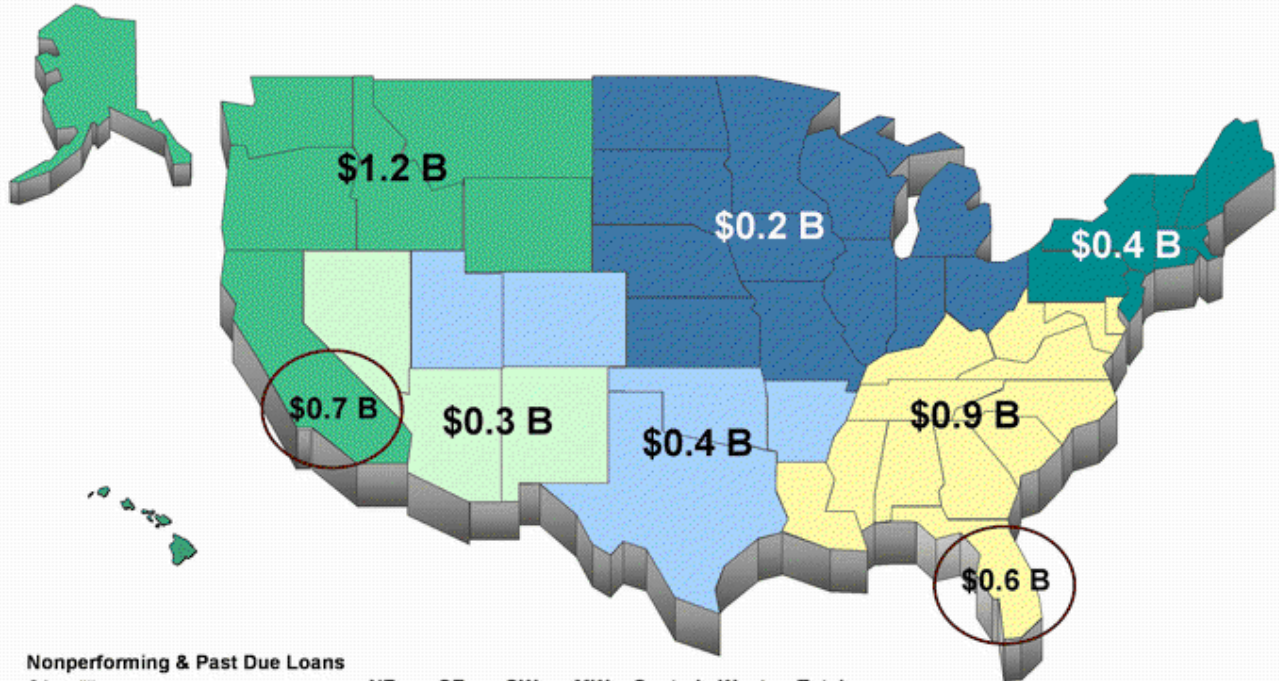 $1.2 B
$0.2 B
$0.4 B
$0.7 B
$0.3 B
$0.4 B
$0.9 B
$0.6 B
Nonperforming & Past Due Loans